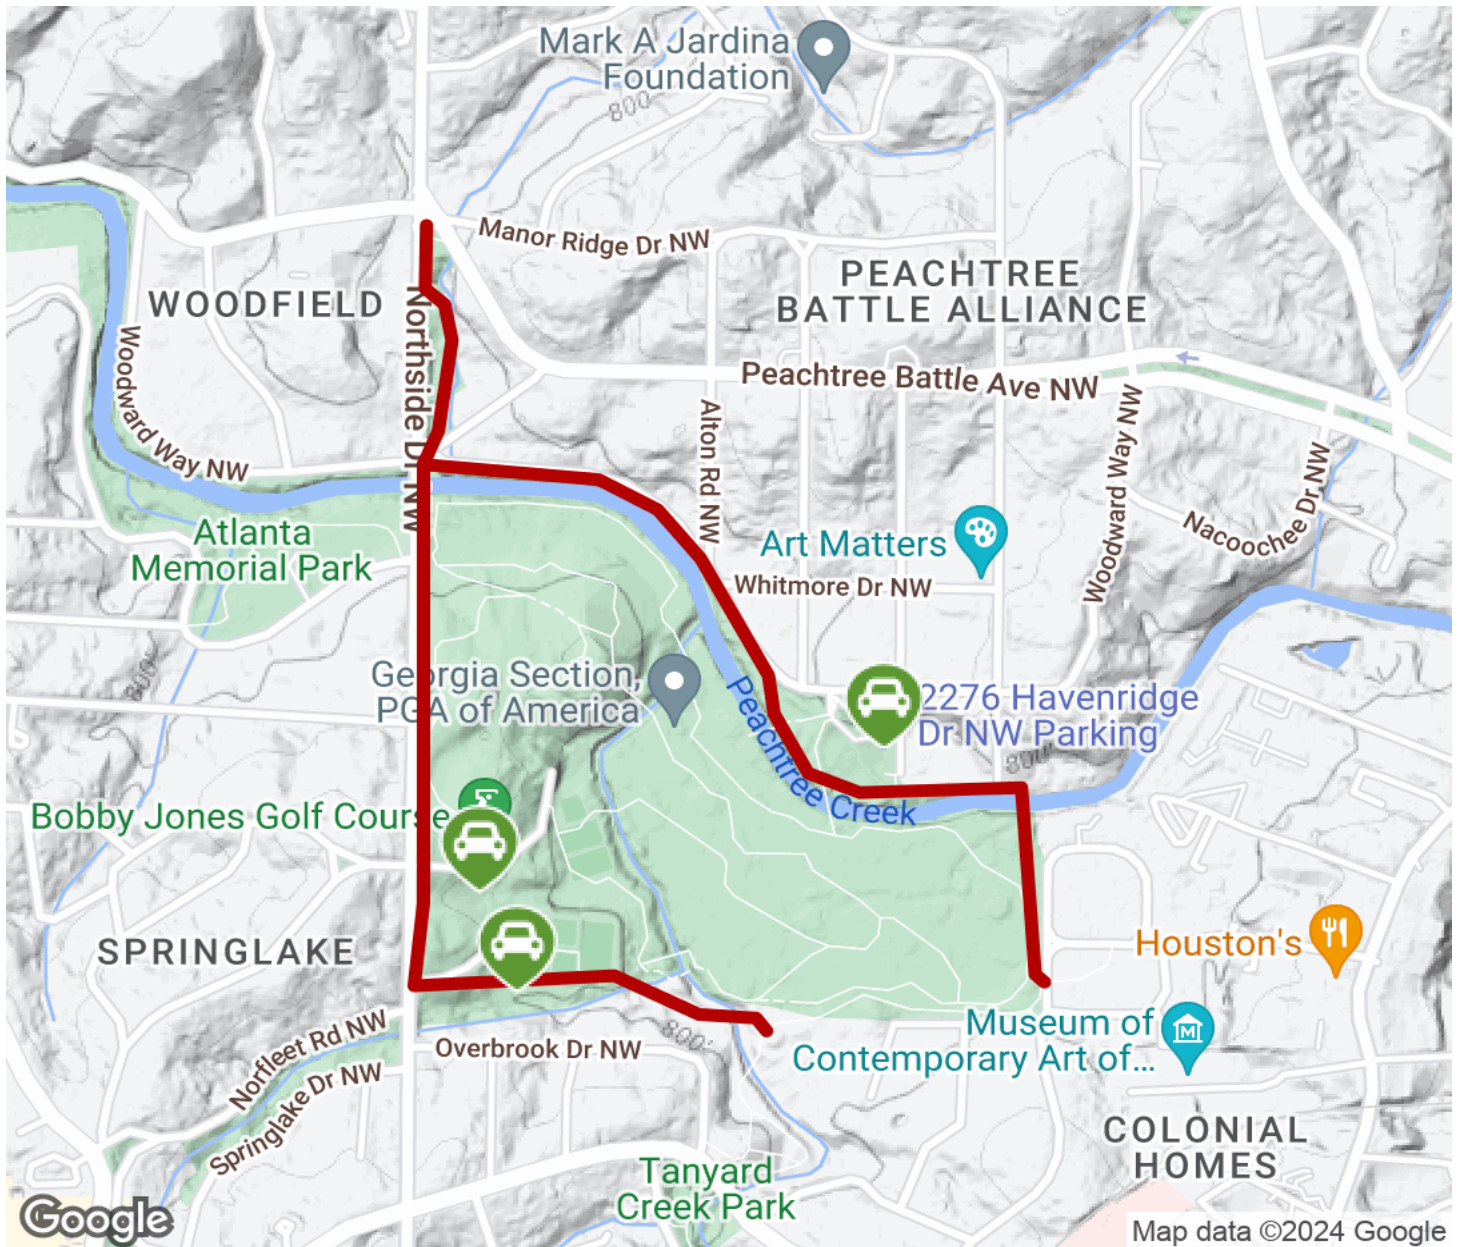 Mark A Jardina
Foundation
800
Manor Ridge Dr NW
PEACHTREE
BATTLE ALLIANCE
WOODFIELD
Northside Dr NW
Woodward Way NW
Peachtree Battle Ave NW
Alton Rd NW
Woodward Way NW
Nacoochee Dr NW
Atlanta
Memorial Park
Art Matters
Whitmore Dr NW
800'
Georgia Section,
PGA of America
Peachtree Creek
2276 Havenridge
Dr NW Parking
800'
Bobby Jones Golf Course
SPRINGLAKE
Houston's
Norfleet Rd NW
Springlake Dr NW
Overbrook Dr NW
800'
Museum of
Contemporary Art of...
COLONIAL
HOMES
Tanyard
Creek Park
Google
Map data ©2024 Google